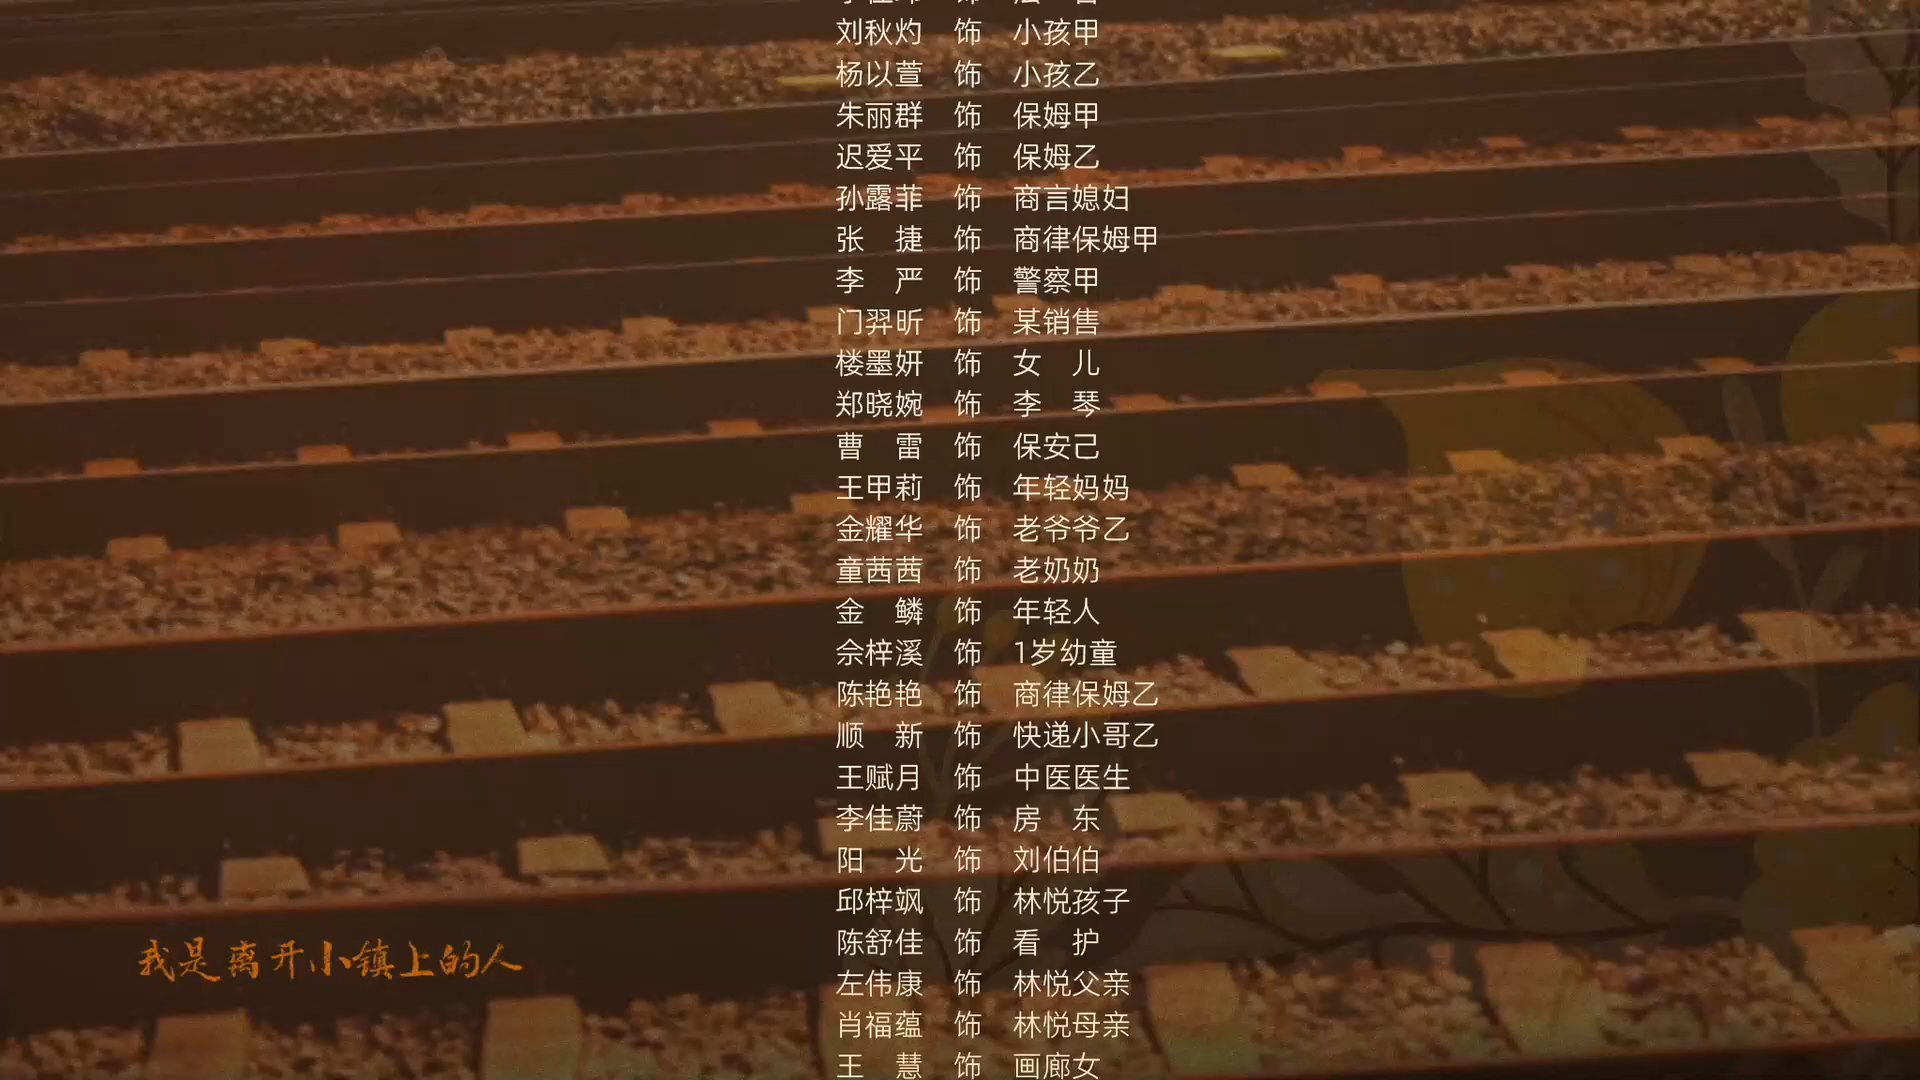 刘秋灼 饰 小孩甲
杨以萱 饰 小孩乙
朱丽群 饰 保姆甲
迟爱平 饰 保姆乙
孙露菲 饰 商言媳妇
张 捷 饰 商律保姆甲
李 严 饰 警察甲
门羿昕 饰 某销售
楼墨妍 饰 女 儿
郑晓婉 饰 李 琴
曹 雷 饰 保安己
王甲莉 饰 年轻妈妈
金耀华 饰 老爷爷乙
童茜茜 饰 老奶奶
金 鳞 饰 年轻人
佘梓溪 饰 1岁幼童
陈艳艳 饰 商律保姆乙
顺 新 饰 快递小哥乙
王赋月 饰 中医医生
李佳蔚 饰 房 东
阳 光 饰 刘伯伯
邱梓飒 饰 林悦孩子
陈舒佳 饰 看 护
左伟康 饰 林悦父亲
肖福蕴 饰 林悦母亲
王 慧 饰 画廊女
我是离开小镇上的人